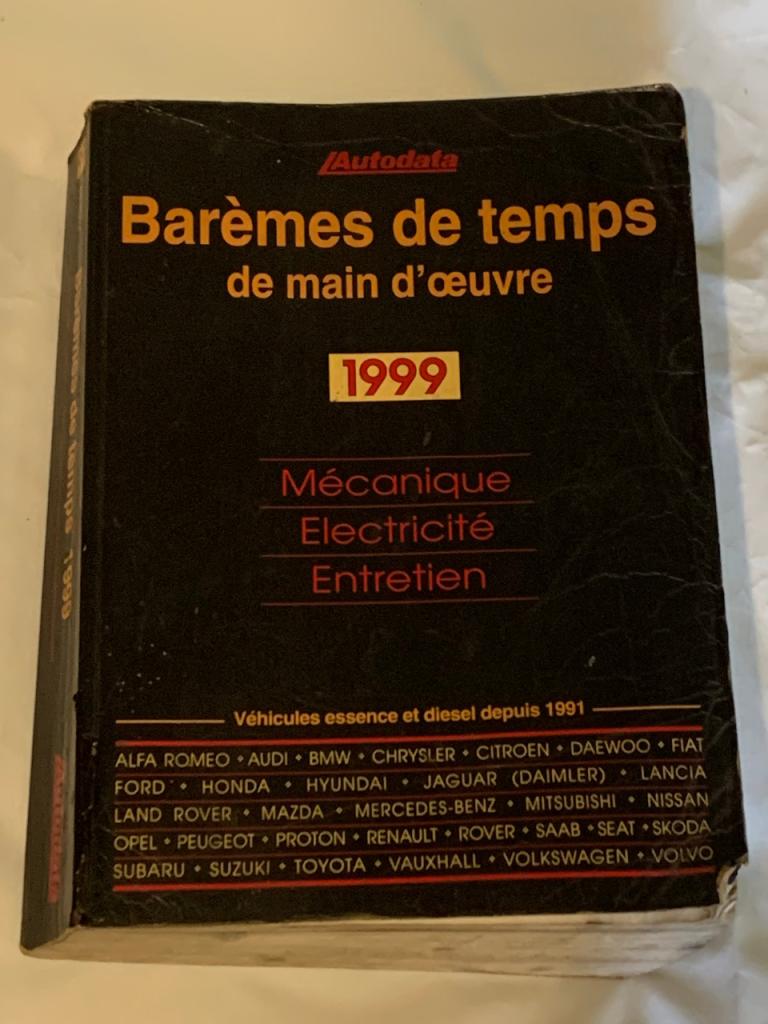 Autodata
Barèmes de temps
de main d'œuvre
1999
Mécanique
Electricité
Entretien
Véhicules essence et diesel depuis 1991
ALFA ROMEO • AUDI • BMW • CHRYSLER • CITROEN • DAEWOO • FIAT
FORD • HONDA • HYUNDAI • JAGUAR (DAIMLER) • LANCIA
LAND ROVER • MAZDA • MERCEDES-BENZ • MITSUBISHI • NISSAN
OPEL • PEUGEOT • PROTON • RENAULT • ROVER • SAAB • SEAT • SKODA
SUBARU • SUZUKI • TOYOTA • VAUXHALL • VOLKSWAGEN • VOLVO
Barèmes de temps 1999
Autodata